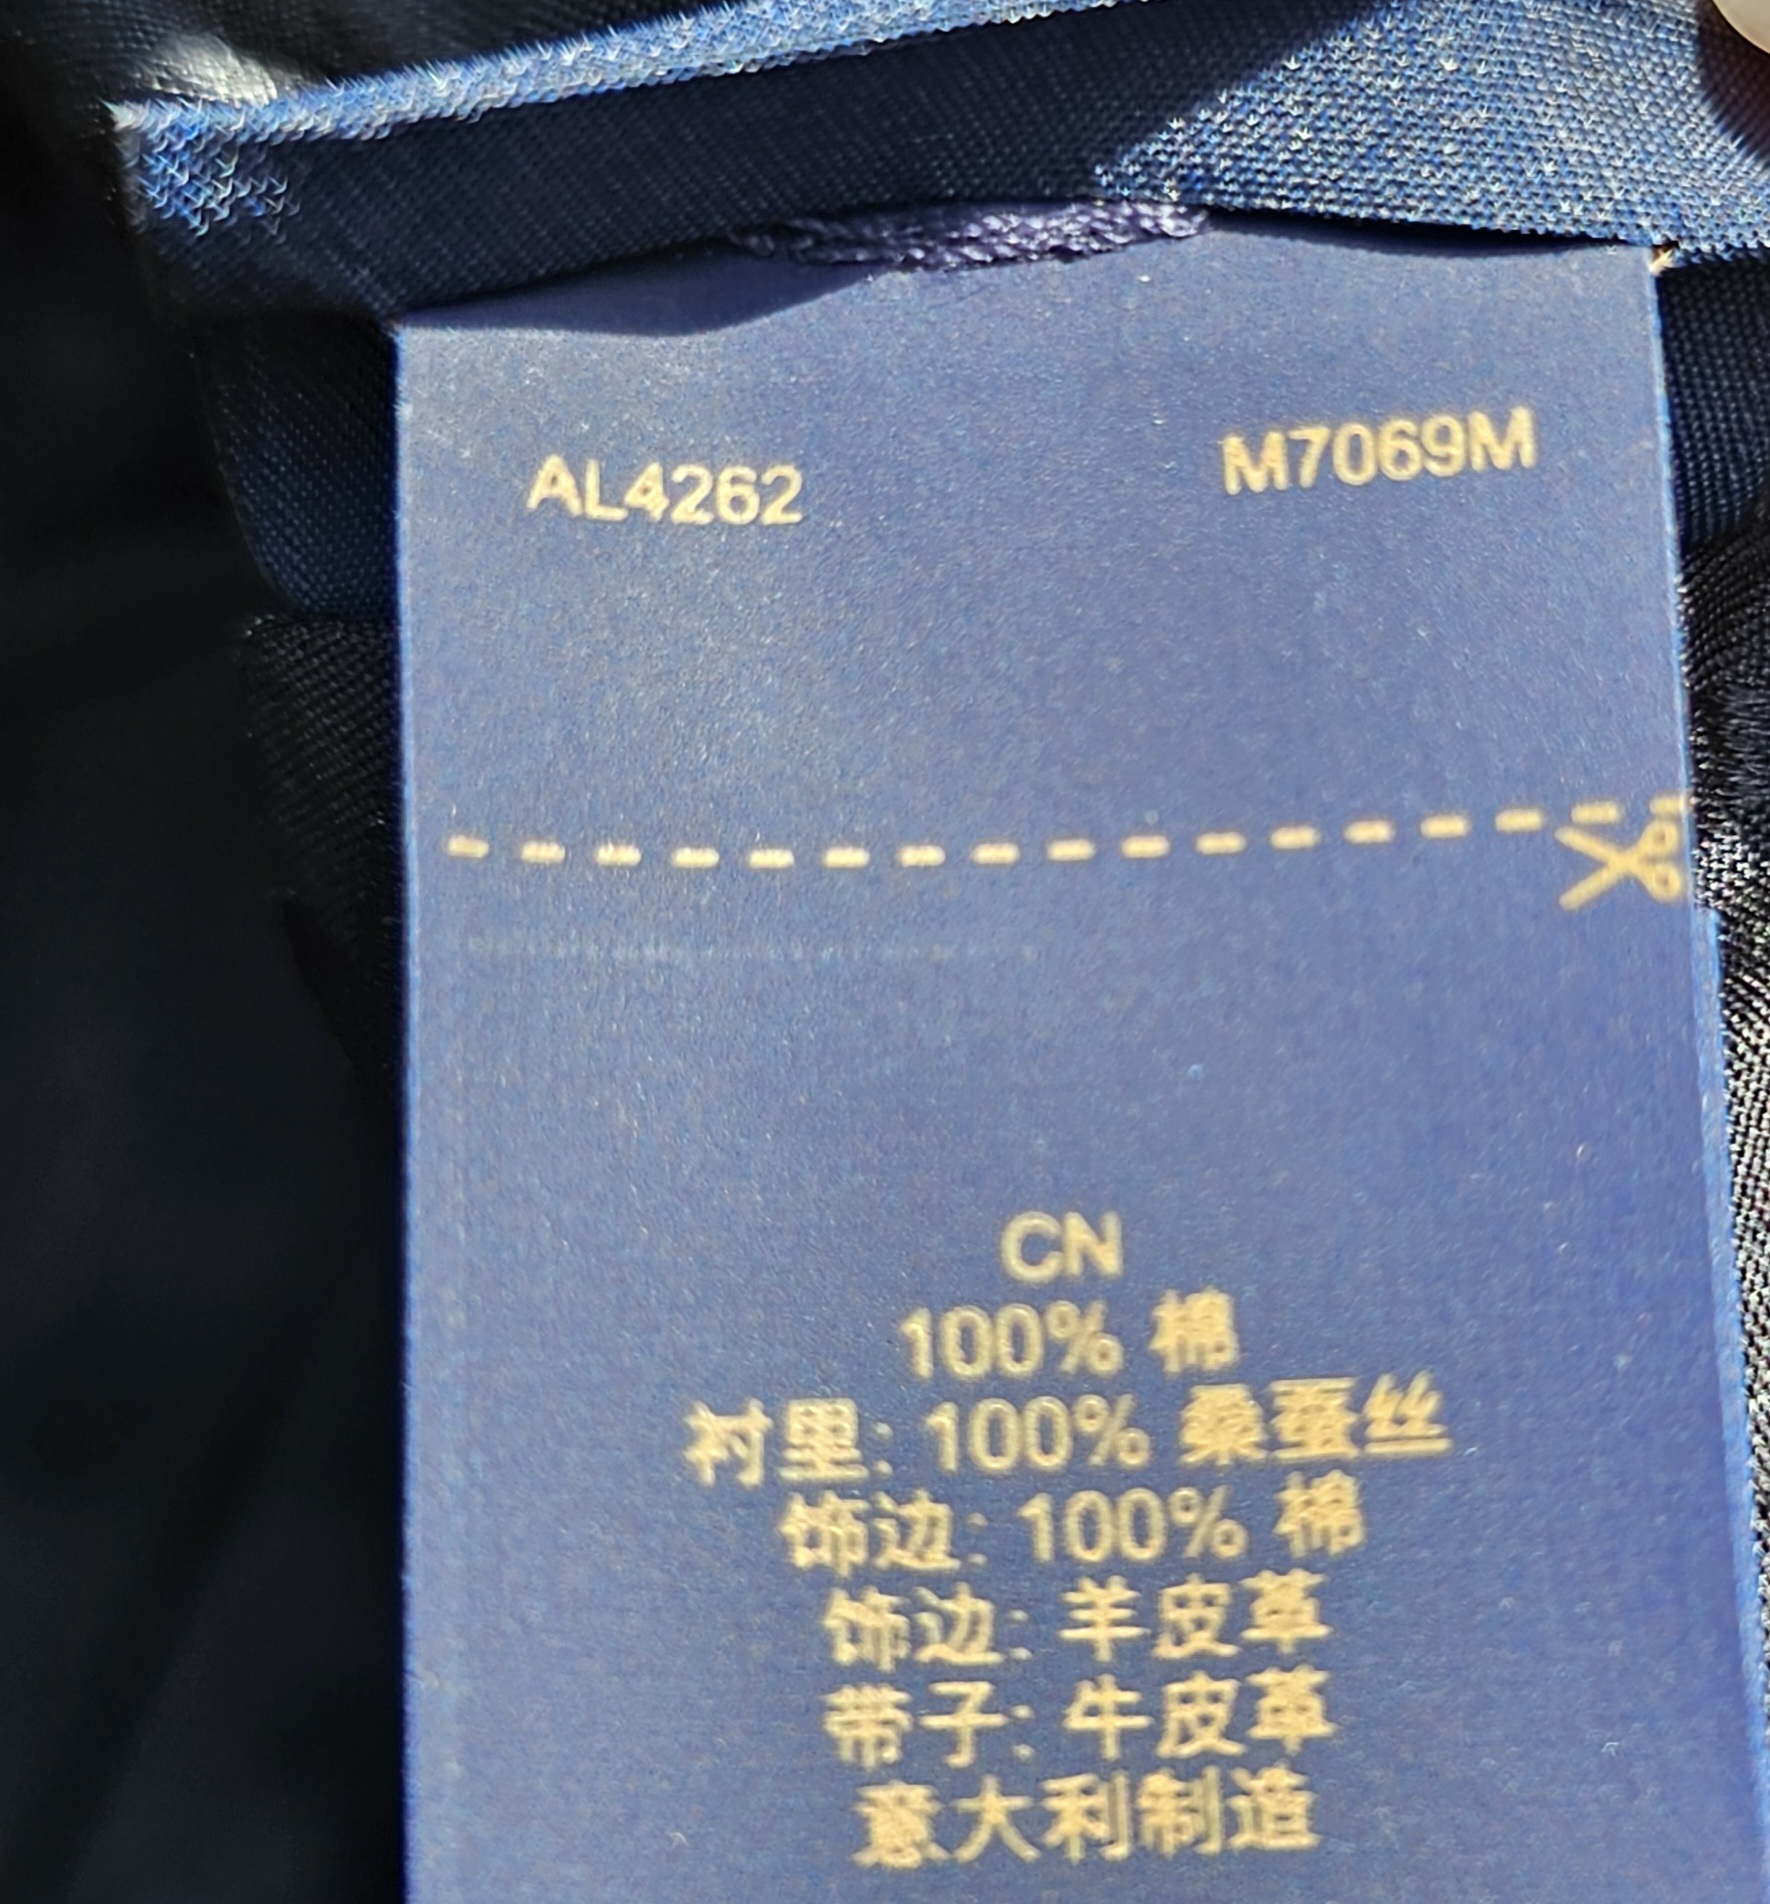 AL4262 M7069M
CN
100% 棉
衬里: 100% 桑蚕丝
饰边: 100% 棉
饰边: 羊皮革
带子: 牛皮革
意大利制造